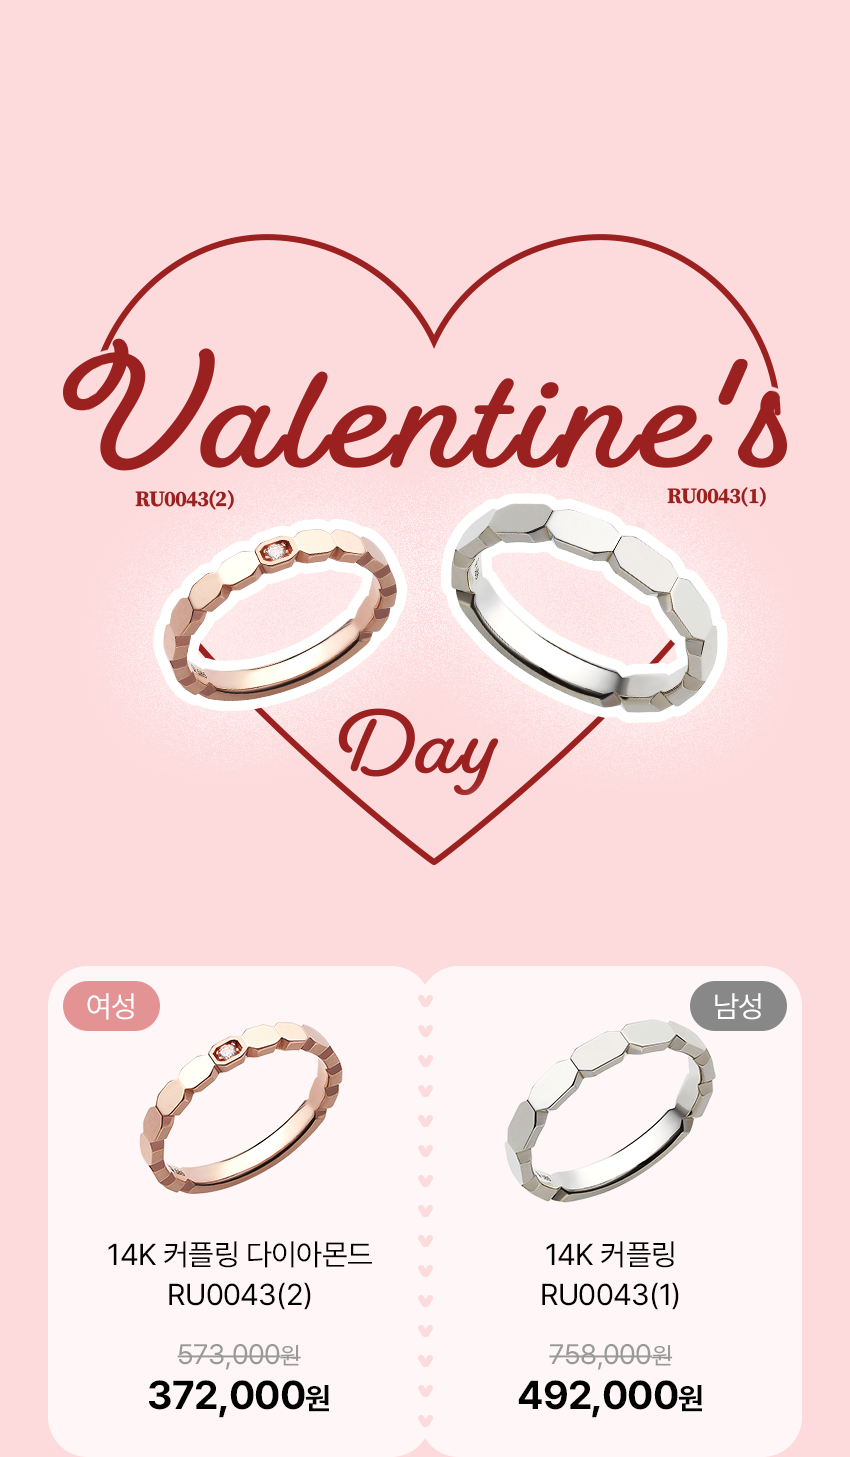 Valentine's
RU0043(2)
RU0043(1)
Day
여성
남성
14K 커플링 다이아몬드
RU0043(2)
573,000원
372,000원
14K 커플링
RU0043(1)
758,000원
492,000원